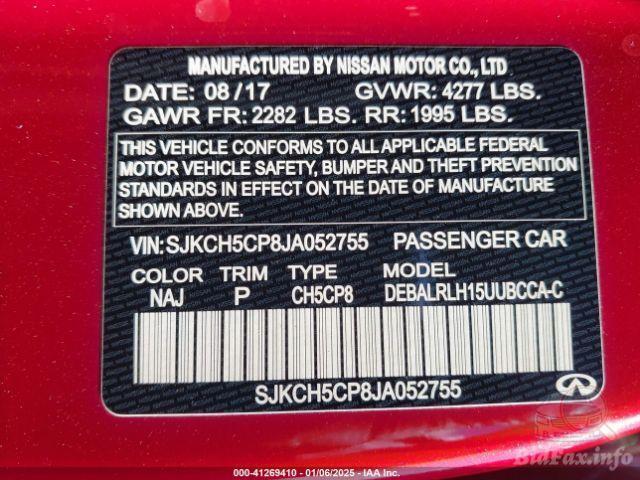 MANUFACTURED BY NISSAN MOTOR CO., LTD
DATE: 08 /17 GVWR: 4277 LBS.
GAWR FR: 2282 LBS. RR: 1995 LBS.
THIS VEHICLE CONFORMS TO ALL APPLICABLE FEDERAL
MOTOR VEHICLE SAFETY, BUMPER AND THEFT PREVENTION
STANDARDS IN EFFECT ON THE DATE OF MANUFACTURE
SHOWN ABOVE.
VIN:SJKCH5CP8JA052755 PASSENGER CAR
COLOR TRIM TYPE MODEL
NAJ P CH5CP8 DEBALRLH15UUBCCA-C
SJKCH5CP8JA052755
BidFax.info
000-41269410 - 01/06/2025 - IAA Inc.